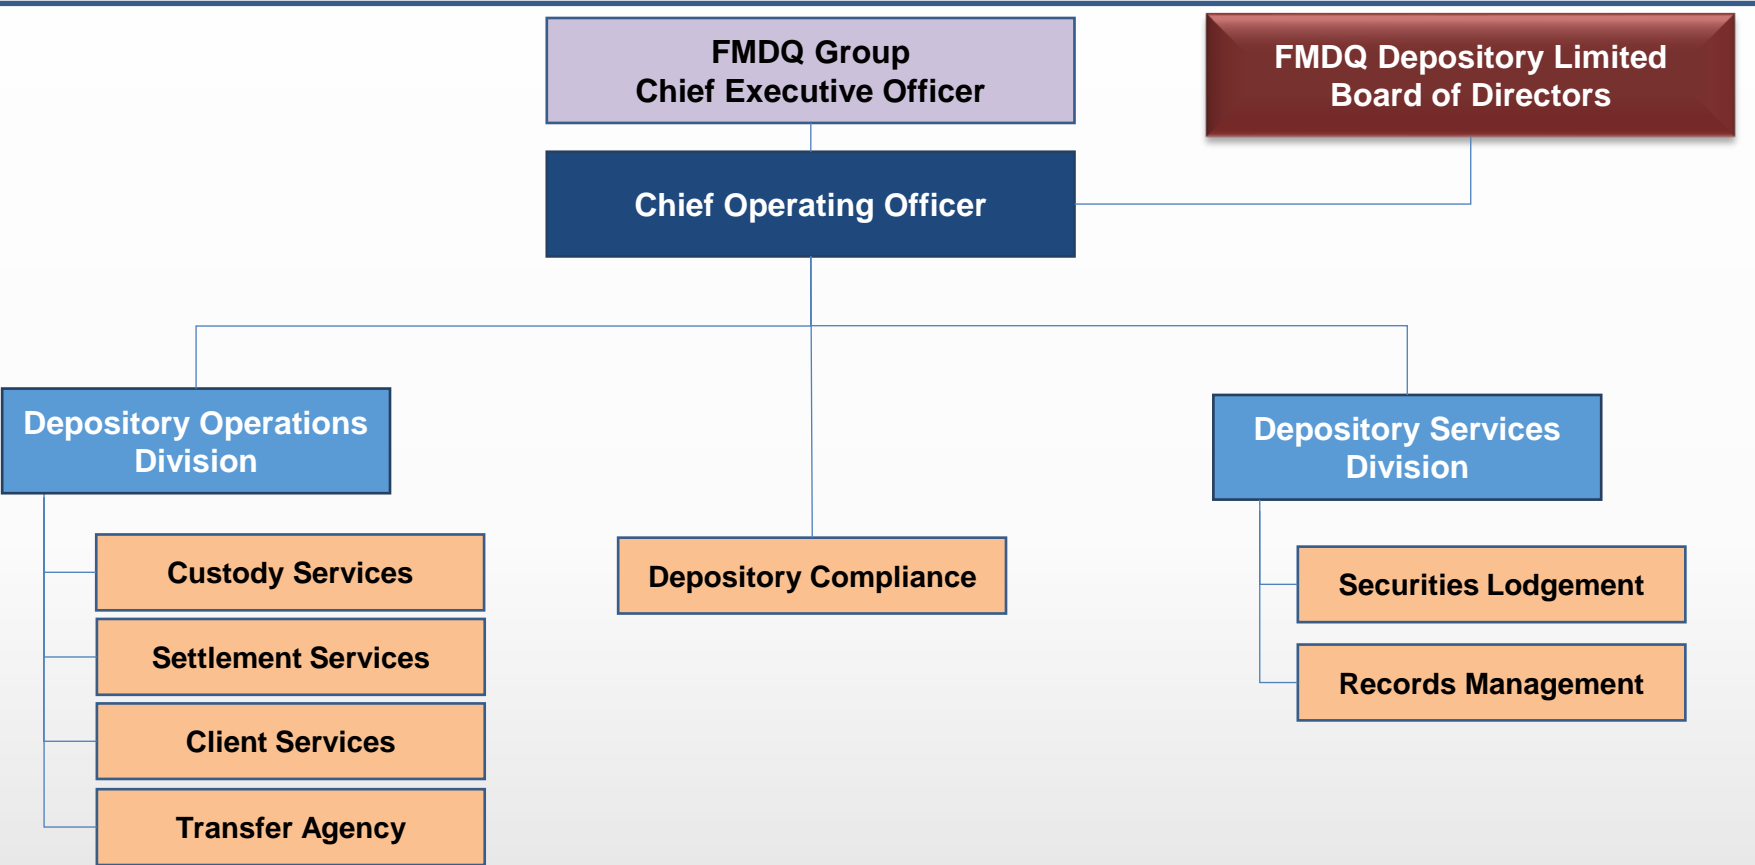 FMDQ Group
Chief Executive Officer
FMDQ Depository Limited
Board of Directors
Chief Operating Officer
Depository Operations
Division
Custody Services
Settlement Services
Client Services
Transfer Agency
Depository Compliance
Depository Services
Division
Securities Lodgement
Records Management